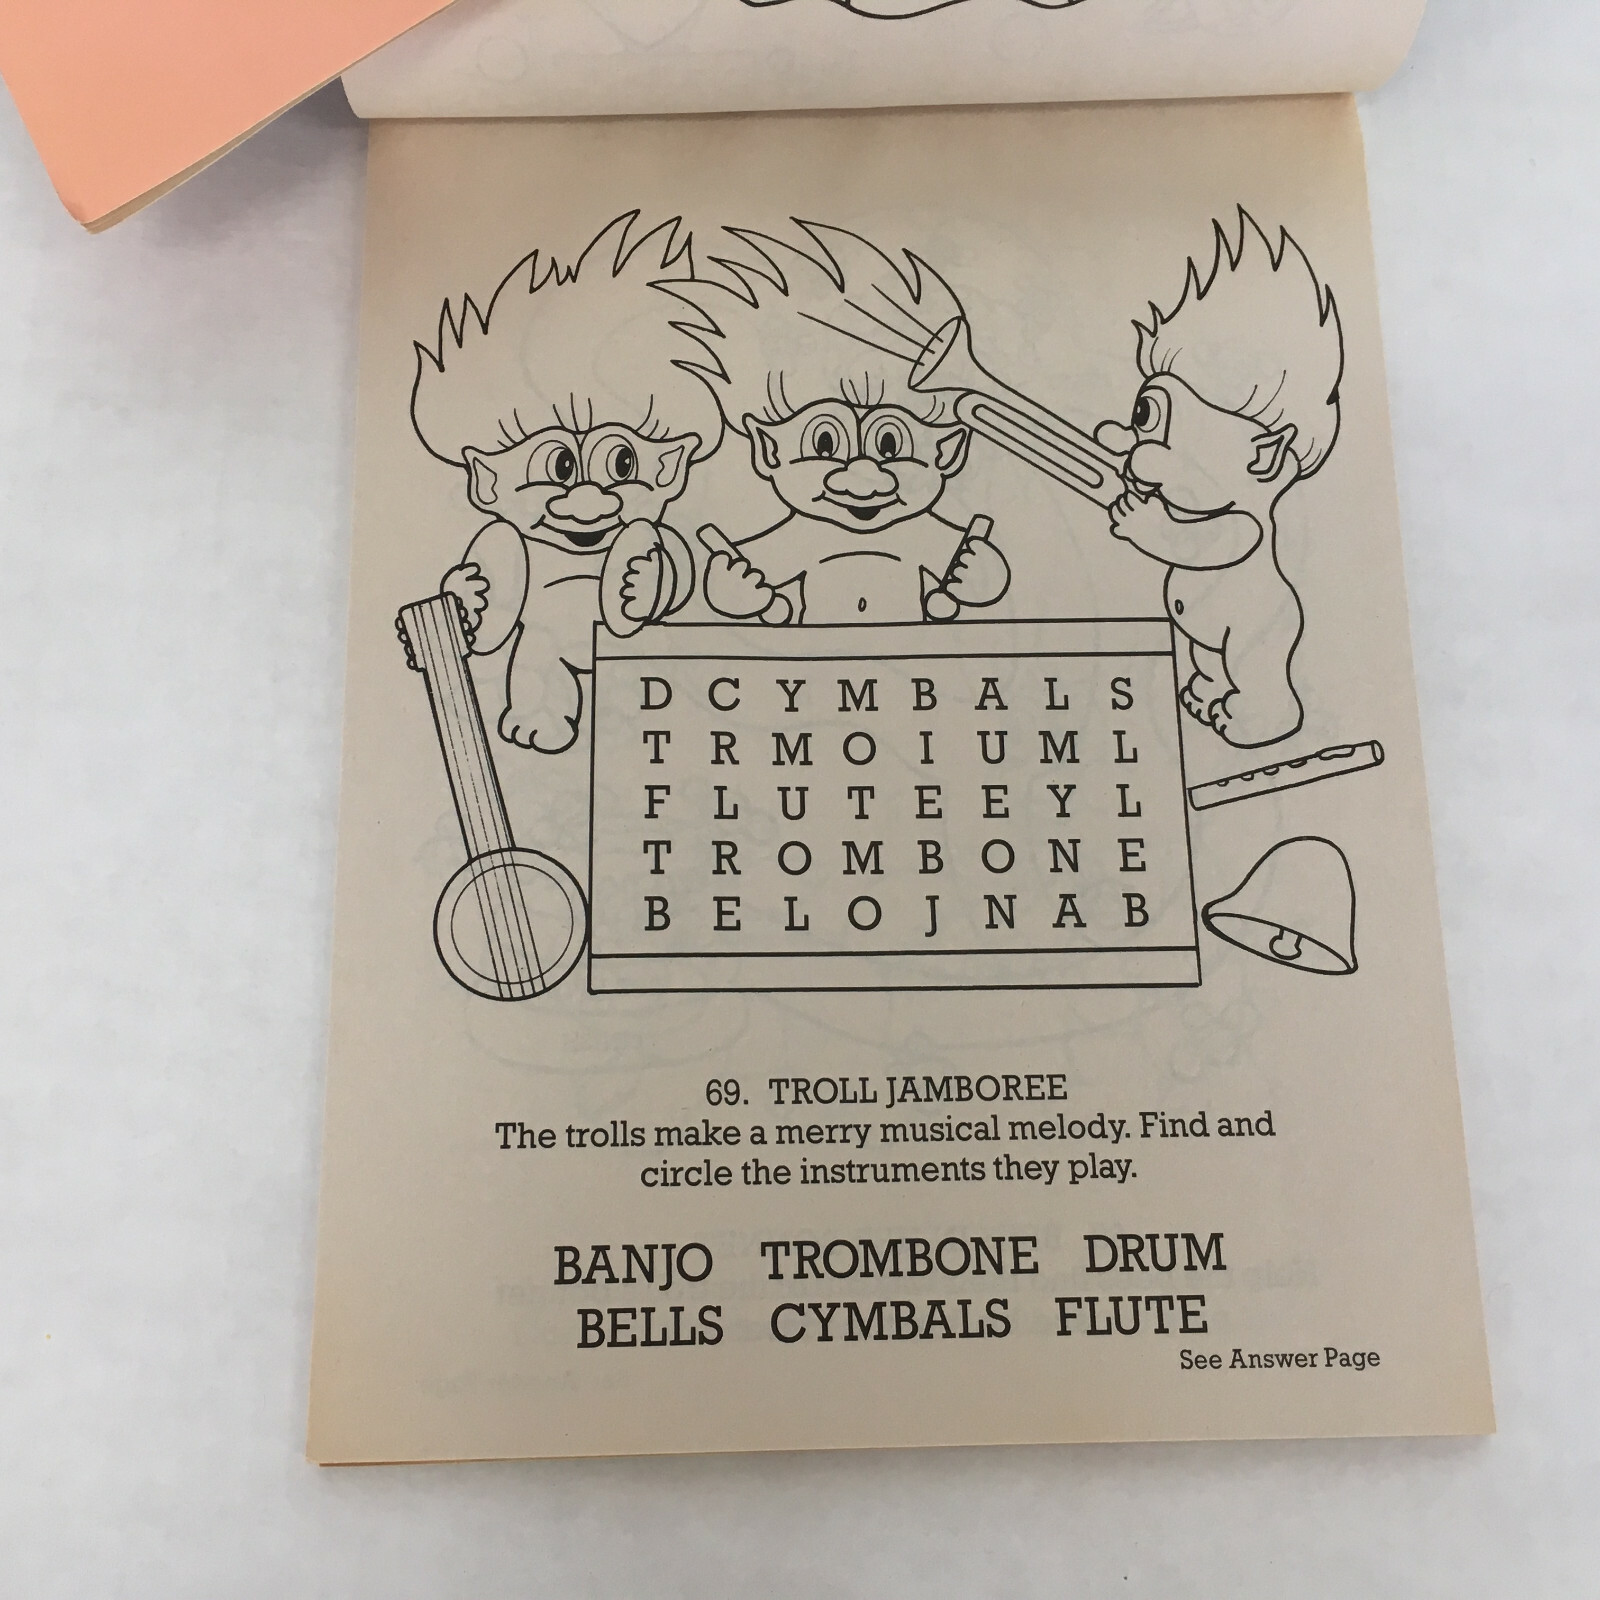 D C Y M B A L S
T R M O I U M L
F L U T E E Y L
T R O M B O N E
B E L O J N A B
69. TROLL JAMBOREE
The trolls make a merry musical melody. Find and
circle the instruments they play.
BANJO TROMBONE DRUM
BELLS CYMBALS FLUTE
See Answer Page